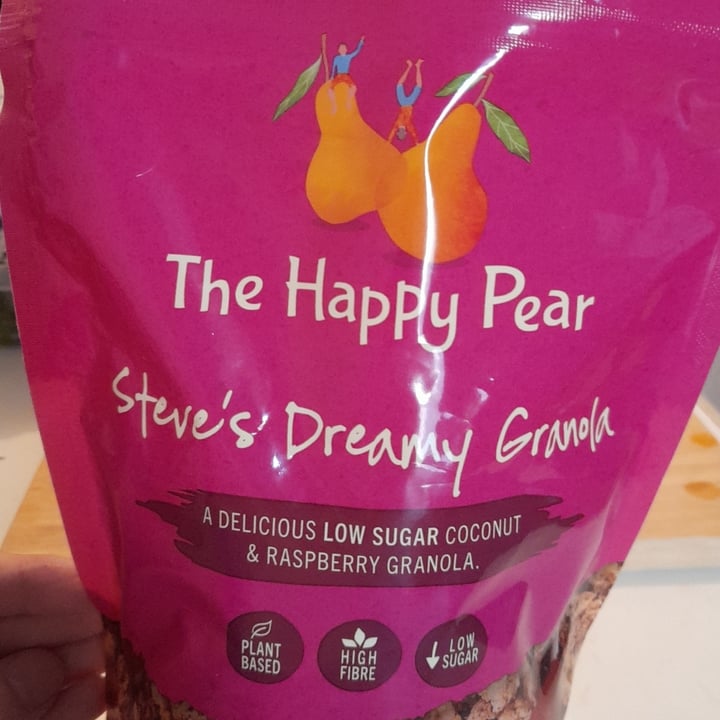 The Happy Pear
Steve's Dreamy Granola
A DELICIOUS LOW SUGAR COCONUT
& RASPBERRY GRANOLA.
PLANT
BASED
HIGH
FIBRE
LOW
SUGAR